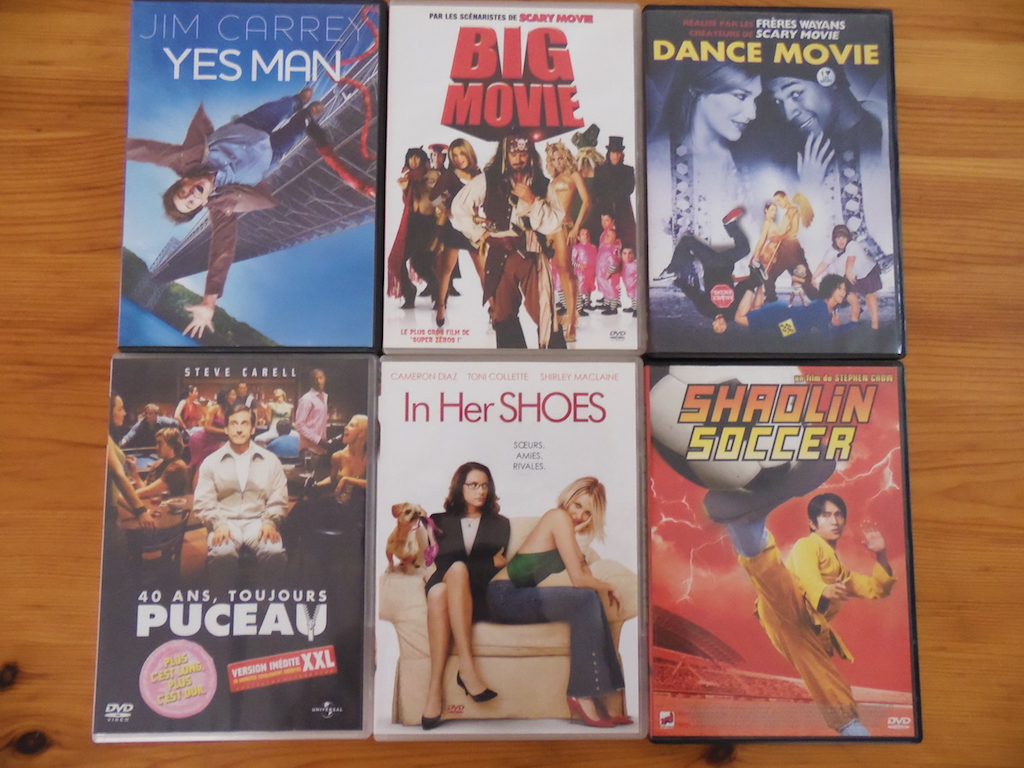 JIM CARREY
YES MAN
PAR LES SCÉNARISTES DE SCARY MOVIE
BIG
MOVIE
LE PLUS GROS FILM DE
"SUPER ZÉROS !"
DVD
RÉALISÉ PAR LES FRÈRES WAYANS
CRÉATEURS DE SCARY MOVIE
DANCE MOVIE
STEVE CARELL
40 ANS, TOUJOURS
PUCEAU
PLUS
C'EST LONG,
PLUS
C'EST DUR.
VERSION INÉDITE XXL
DVD
VIDEO
UNIVERSAL
CAMERON DIAZ TONI COLLETTE SHIRLEY MACLAINE
In Her SHOES
SŒURS.
AMIES.
RIVALES.
DVD
un film de STEPHEN CHOW
SHAOLIN
SOCCER
DVD